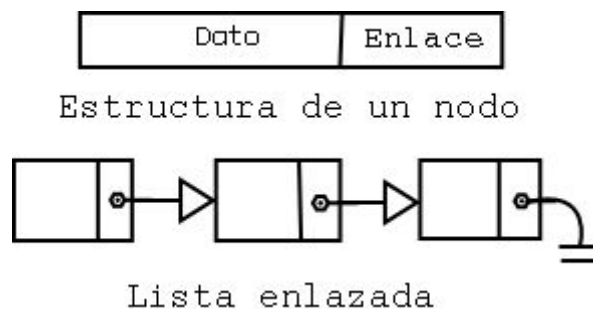 Dato Enlace
Estructura de un nodo
Lista enlazada